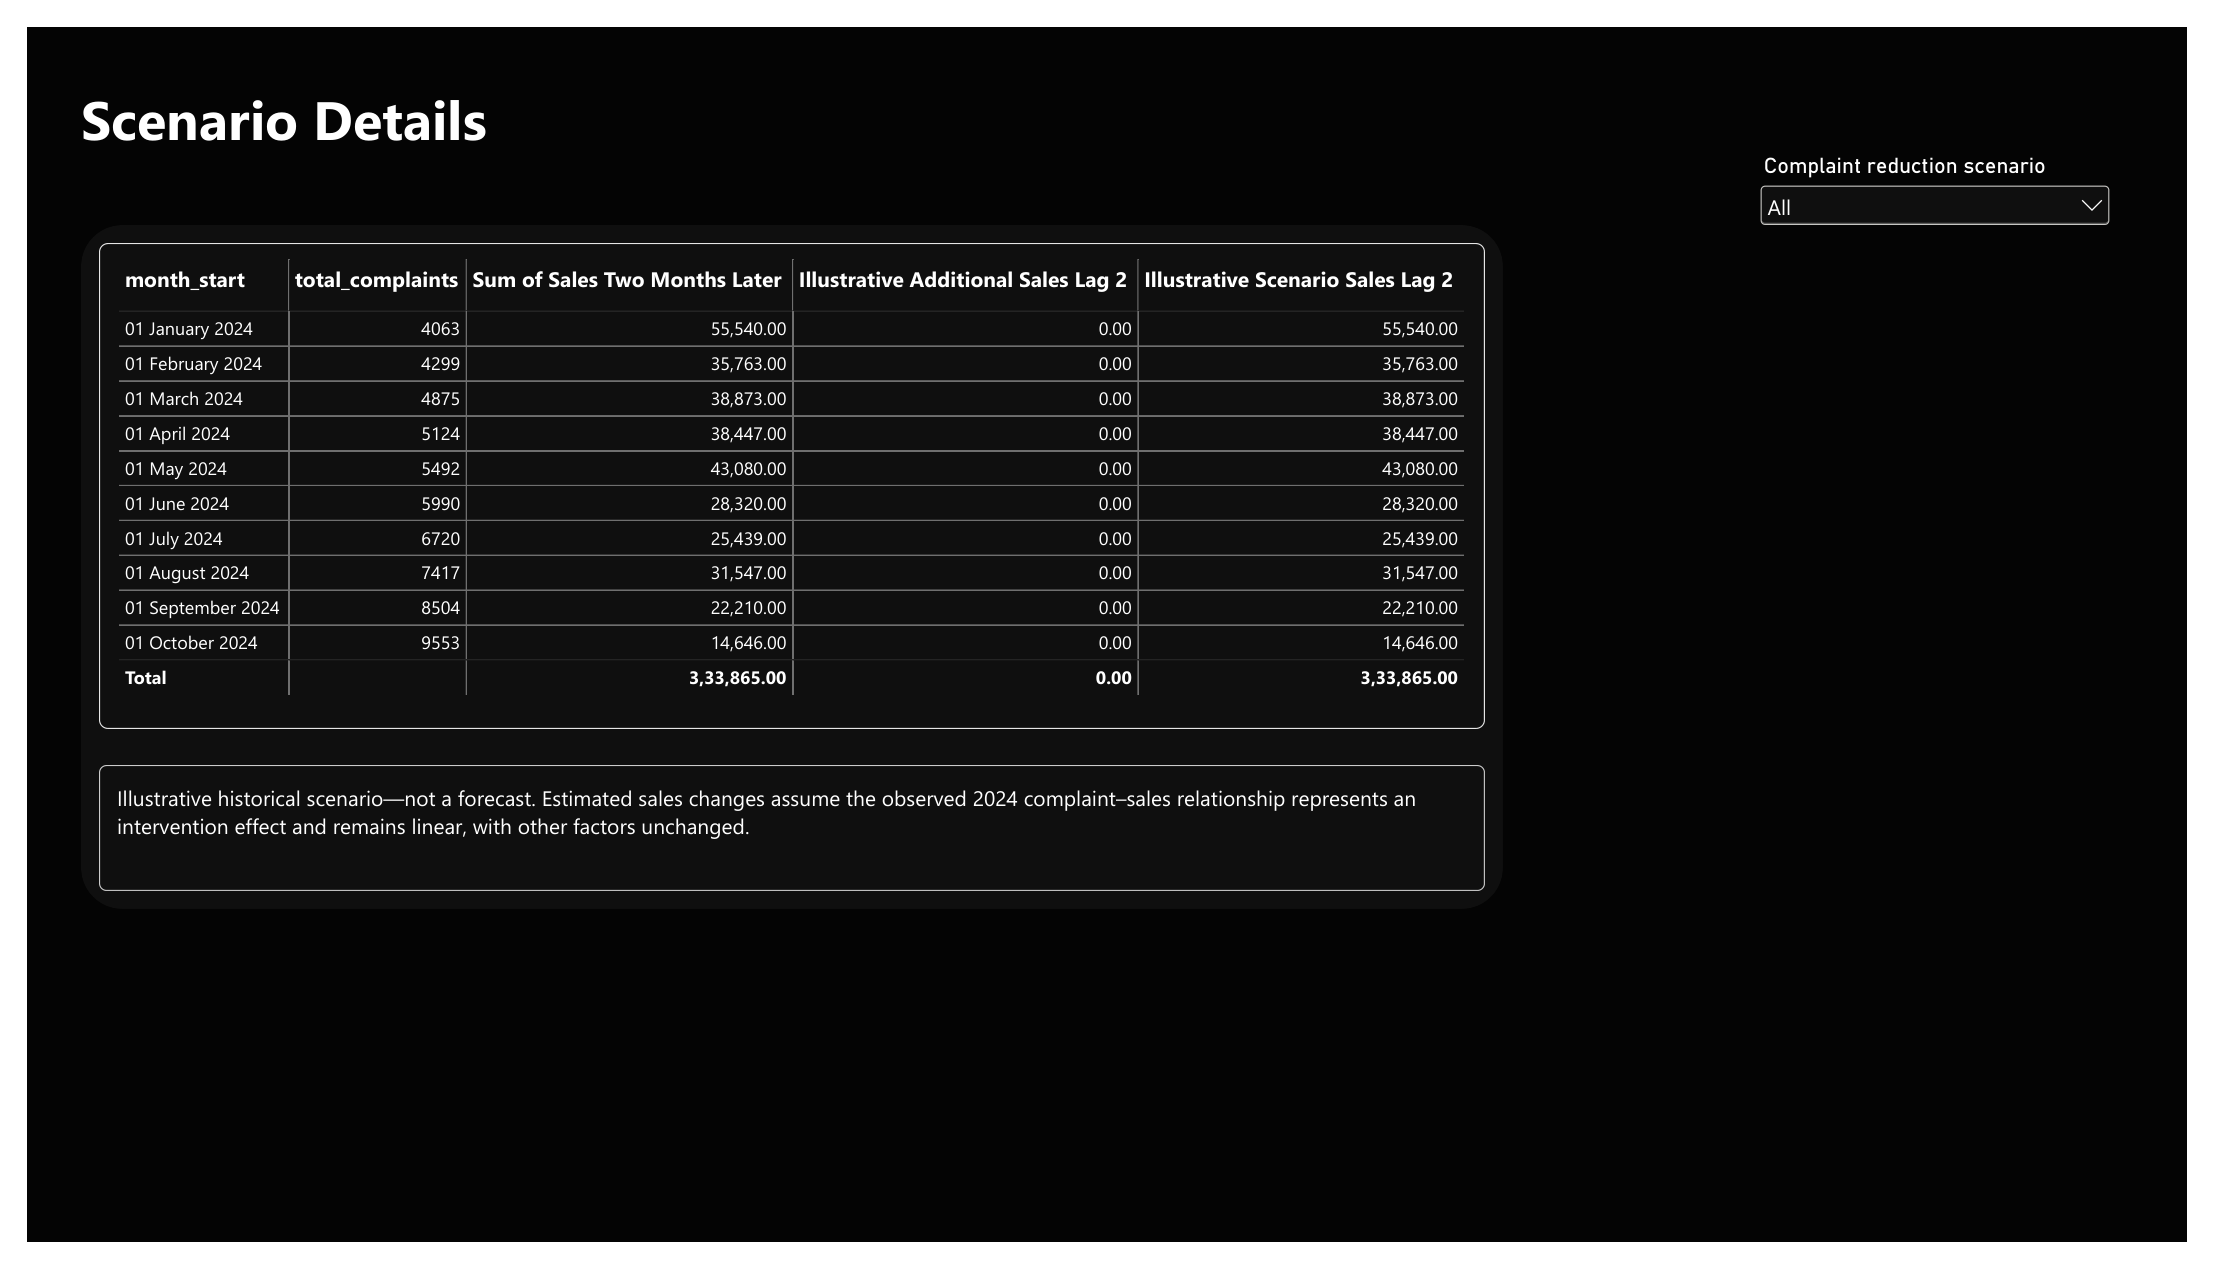 Scenario Details
Complaint reduction scenario
All
month_start total_complaints Sum of Sales Two Months Later Illustrative Additional Sales Lag 2 Illustrative Scenario Sales Lag 2
01 January 2024 4063 55,540.00 0.00 55,540.00
01 February 2024 4299 35,763.00 0.00 35,763.00
01 March 2024 4875 38,873.00 0.00 38,873.00
01 April 2024 5124 38,447.00 0.00 38,447.00
01 May 2024 5492 43,080.00 0.00 43,080.00
01 June 2024 5990 28,320.00 0.00 28,320.00
01 July 2024 6720 25,439.00 0.00 25,439.00
01 August 2024 7417 31,547.00 0.00 31,547.00
01 September 2024 8504 22,210.00 0.00 22,210.00
01 October 2024 9553 14,646.00 0.00 14,646.00
Total 3,33,865.00 0.00 3,33,865.00
Illustrative historical scenario—not a forecast. Estimated sales changes assume the observed 2024 complaint–sales relationship represents an
intervention effect and remains linear, with other factors unchanged.